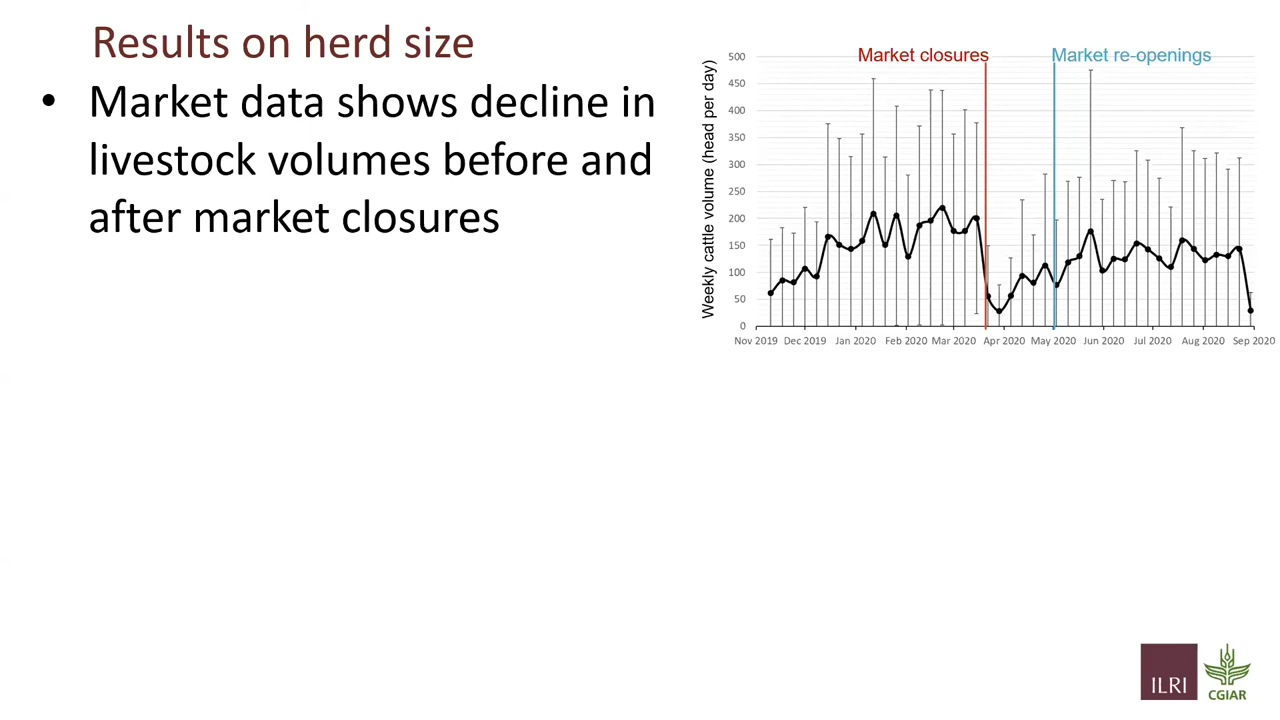 Results on herd size
• Market data shows decline in
livestock volumes before and
after market closures
Market closures
Market re-openings
Weekly cattle volume (head per day)
500
450
400
350
300
250
200
150
100
50
0
Nov 2019 Dec 2019 Jan 2020 Feb 2020 Mar 2020 Apr 2020 May 2020 Jun 2020 Jul 2020 Aug 2020 Sep 2020
ILRI
CGIAR